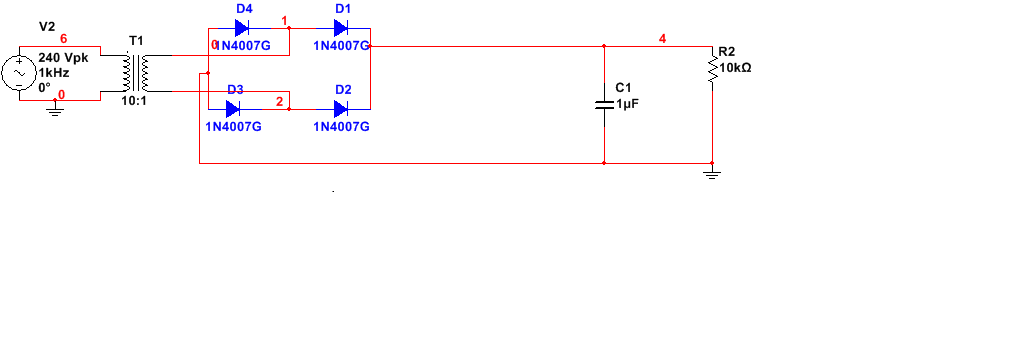 V2
6
240 Vpk
1kHz
0°
0
T1
10:1
D4
1N4007G
0
1
D1
1N4007G
D3
1N4007G
2
D2
1N4007G
4
C1
1µF
R2
10kΩ